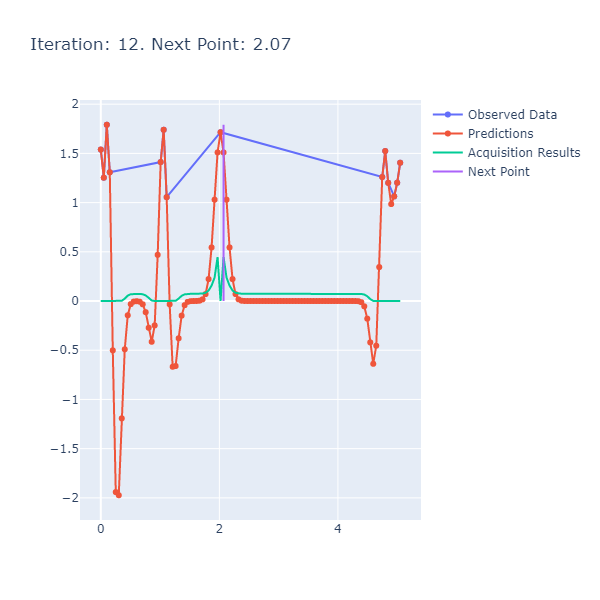 Iteration: 12. Next Point: 2.07
Observed Data
Predictions
Acquisition Results
Next Point
2
1.5
1
0.5
0
−0.5
−1
−1.5
−2
0
2
4